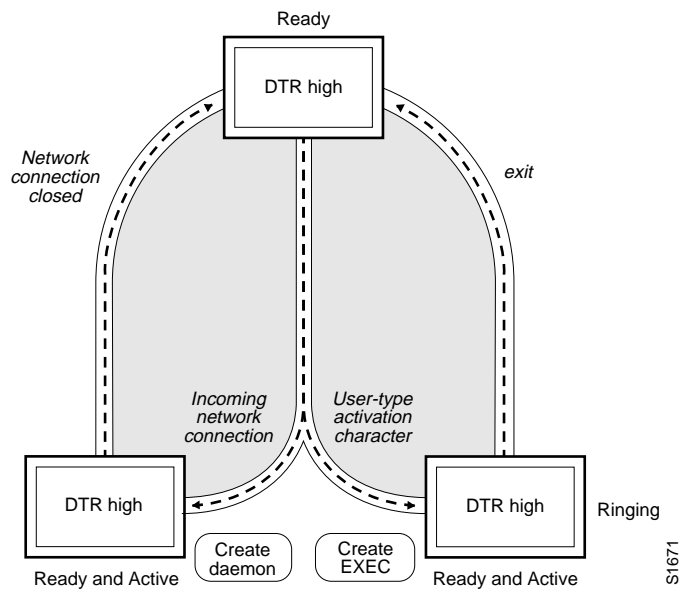 Ready
DTR high
Network
connection
closed
exit
Incoming
network
connection
User-type
activation
character
DTR high
DTR high
Ringing
Create
daemon
Create
EXEC
Ready and Active
Ready and Active
S1671